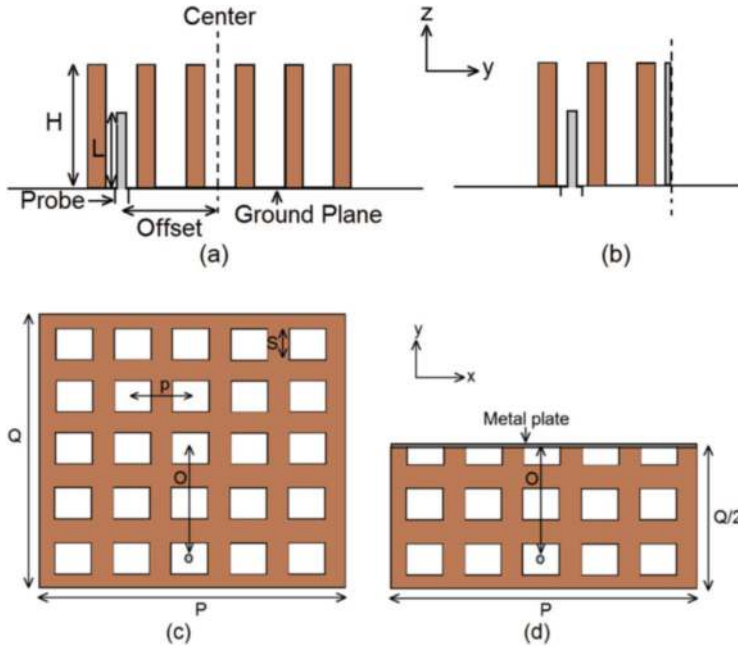 Center
z
y
H
L
Probe
Offset
Ground Plane
(a)
(b)
Q
S
p
O
o
P
(c)
y
x
Metal plate
O
o
Q/2
P
(d)